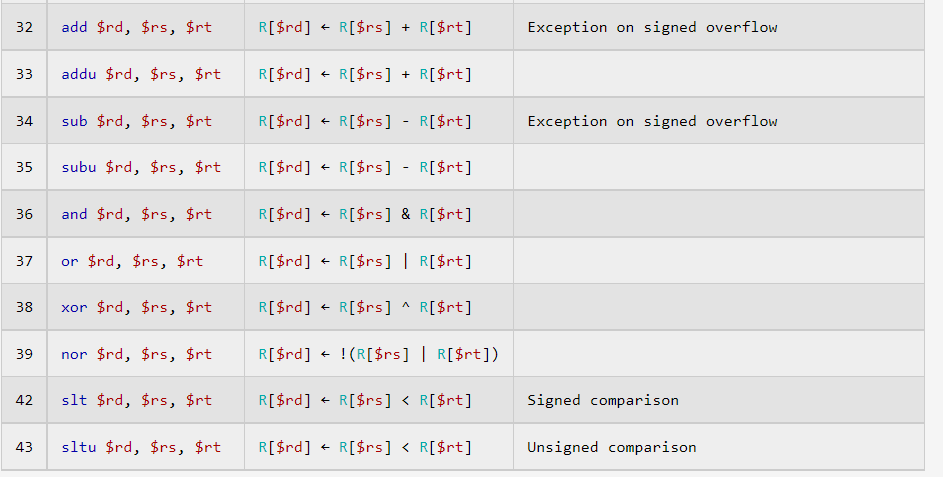 32 add $rd, $rs, $rt R[$rd] ← R[$rs] + R[$rt] Exception on signed overflow
33 addu $rd, $rs, $rt R[$rd] ← R[$rs] + R[$rt]
34 sub $rd, $rs, $rt R[$rd] ← R[$rs] - R[$rt] Exception on signed overflow
35 subu $rd, $rs, $rt R[$rd] ← R[$rs] - R[$rt]
36 and $rd, $rs, $rt R[$rd] ← R[$rs] & R[$rt]
37 or $rd, $rs, $rt R[$rd] ← R[$rs] | R[$rt]
38 xor $rd, $rs, $rt R[$rd] ← R[$rs] ^ R[$rt]
39 nor $rd, $rs, $rt R[$rd] ← !(R[$rs] | R[$rt])
42 slt $rd, $rs, $rt R[$rd] ← R[$rs] < R[$rt] Signed comparison
43 sltu $rd, $rs, $rt R[$rd] ← R[$rs] < R[$rt] Unsigned comparison